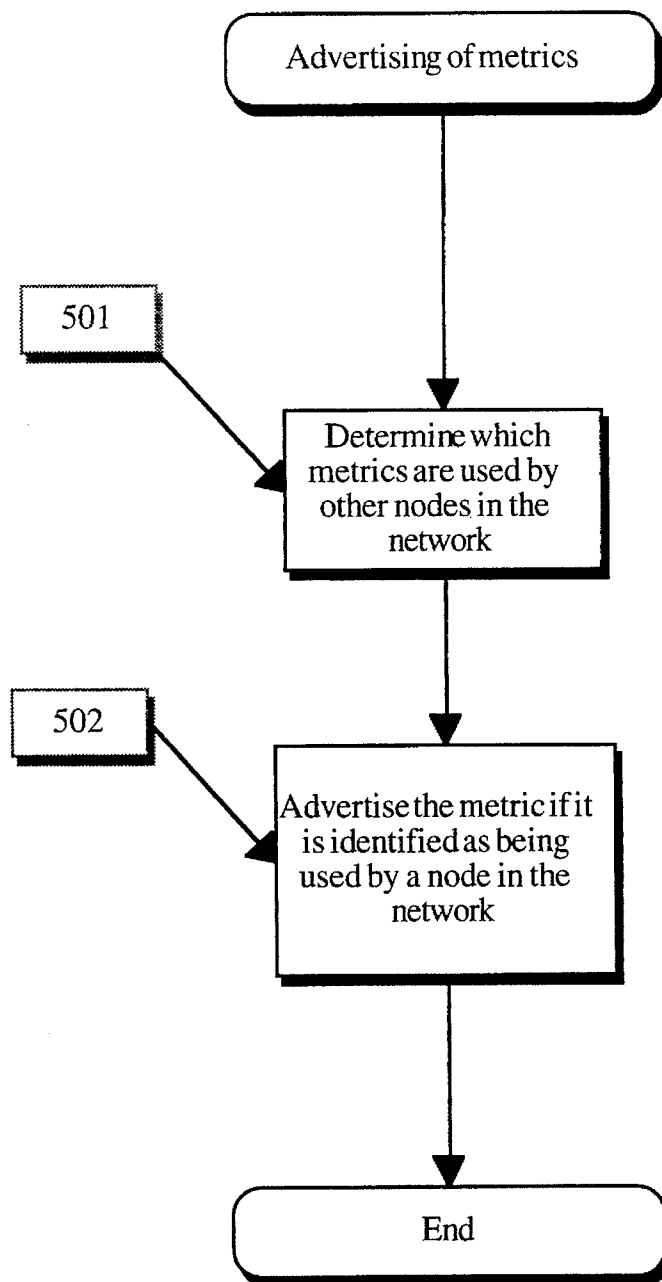 Advertising of metrics
501
Determine which
metrics are used by
other nodes in the
network
502
Advertise the metric if it
is identified as being
used by a node in the
network
End